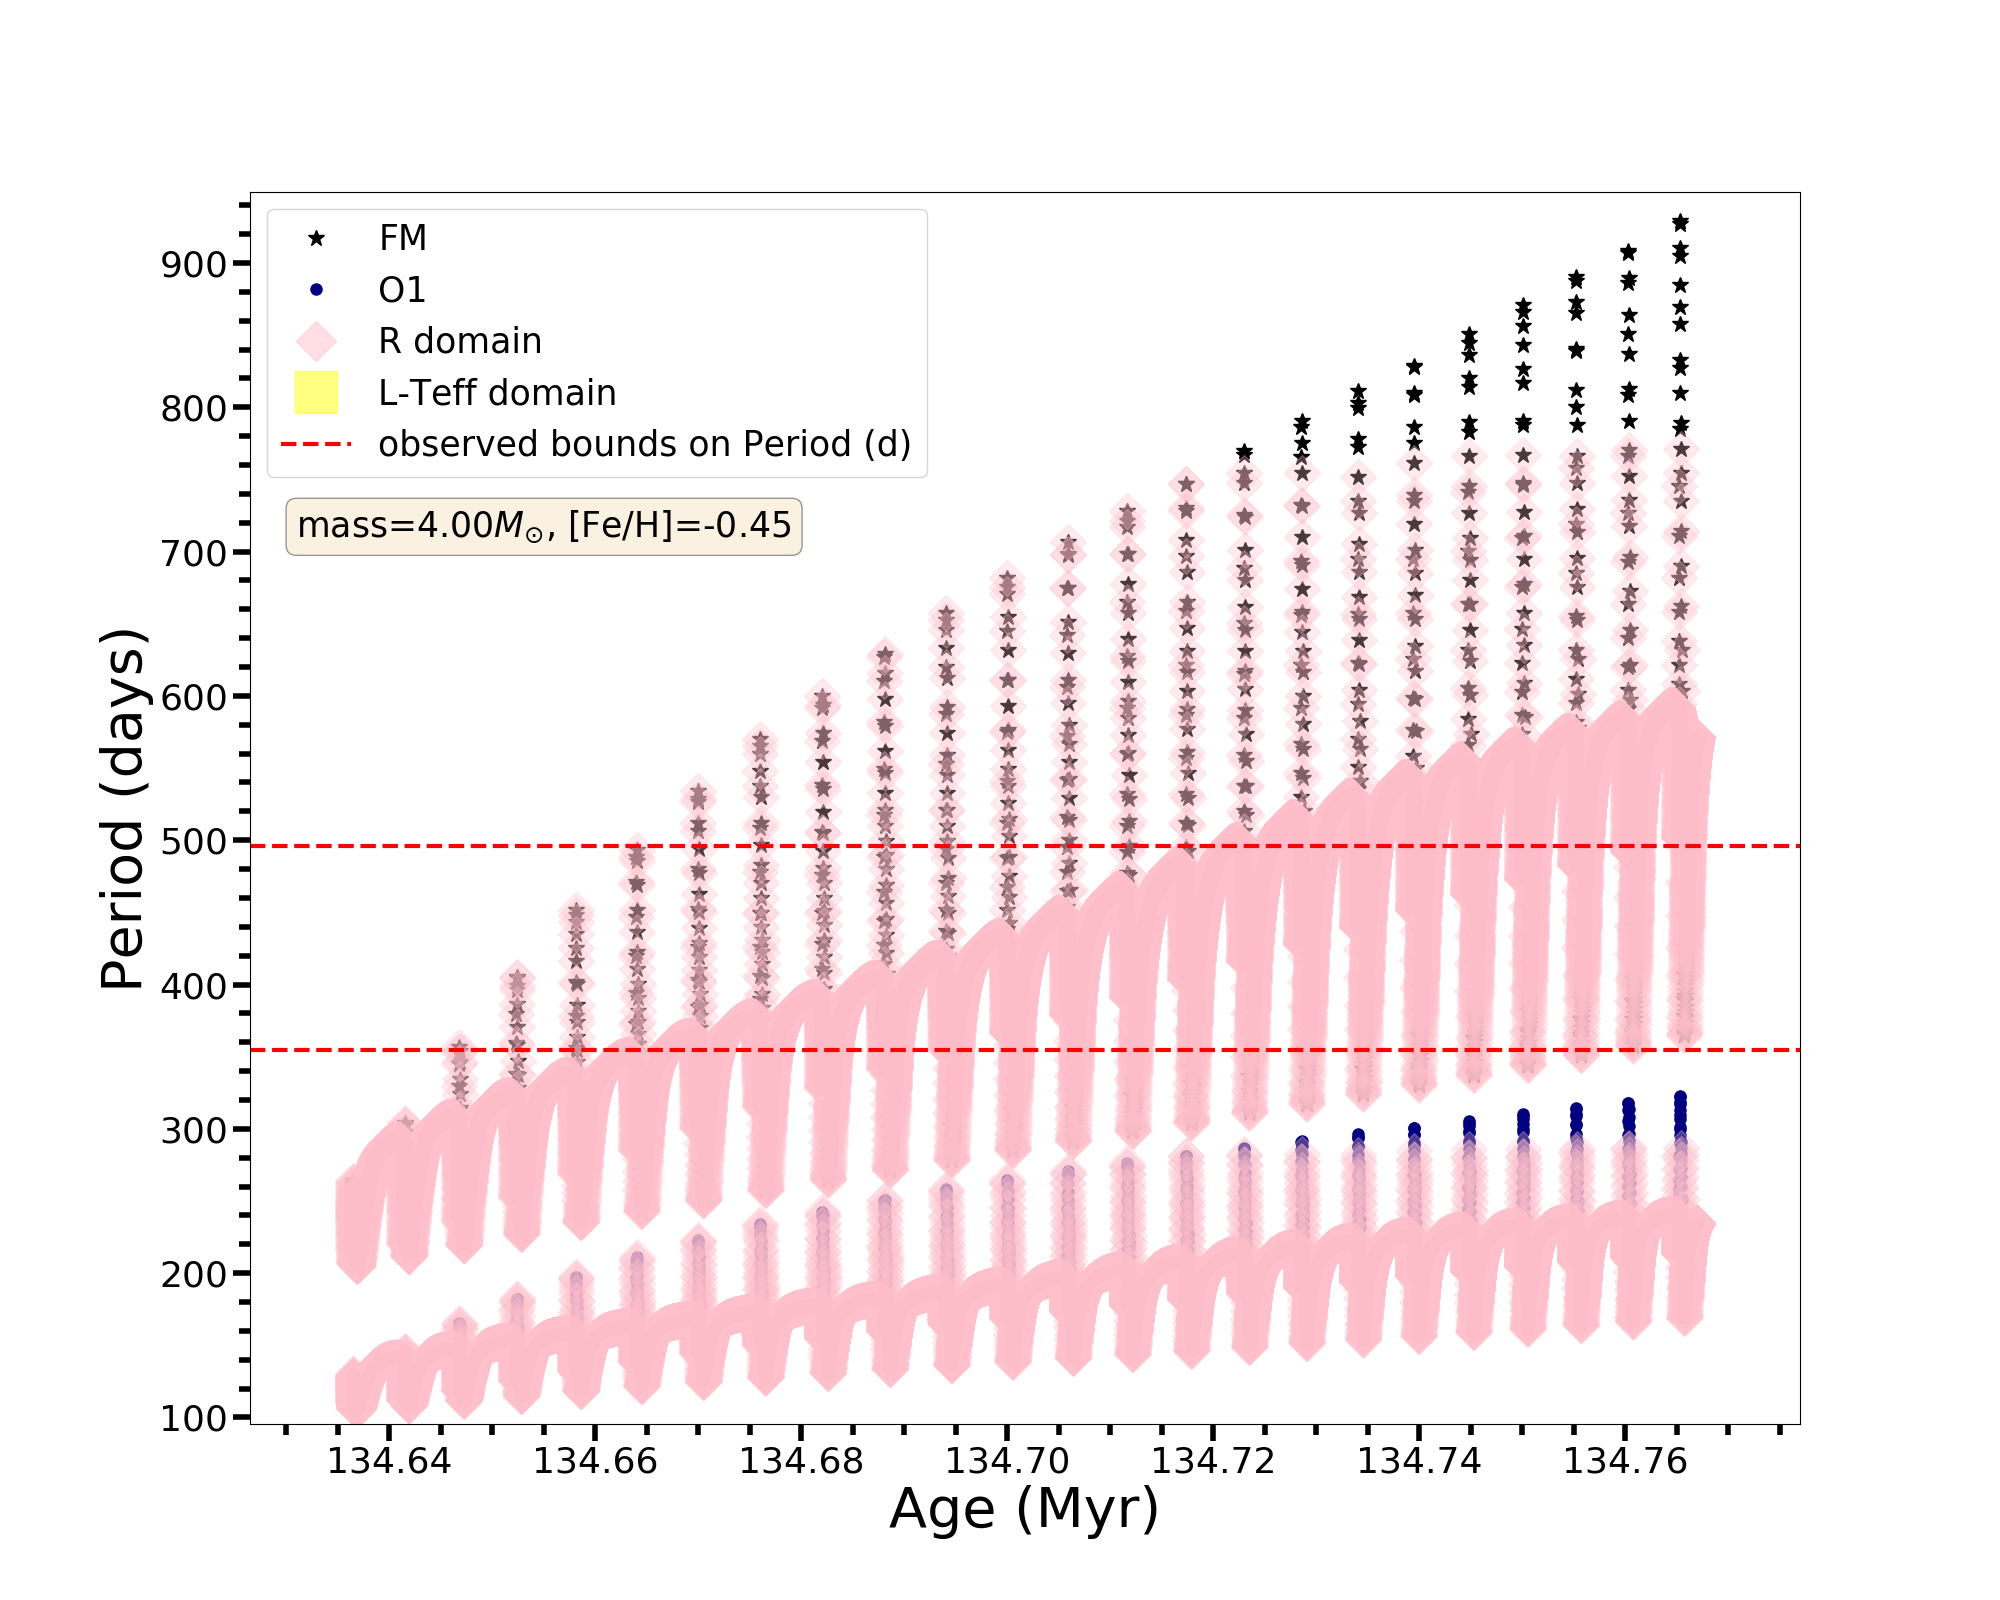 FM
O1
R domain
L-Teff domain
observed bounds on Period (d)
mass=4.00M☉, [Fe/H]=-0.45
Period (days)
900
800
700
600
500
400
300
200
100
134.64 134.66 134.68 134.70 134.72 134.74 134.76
Age (Myr)